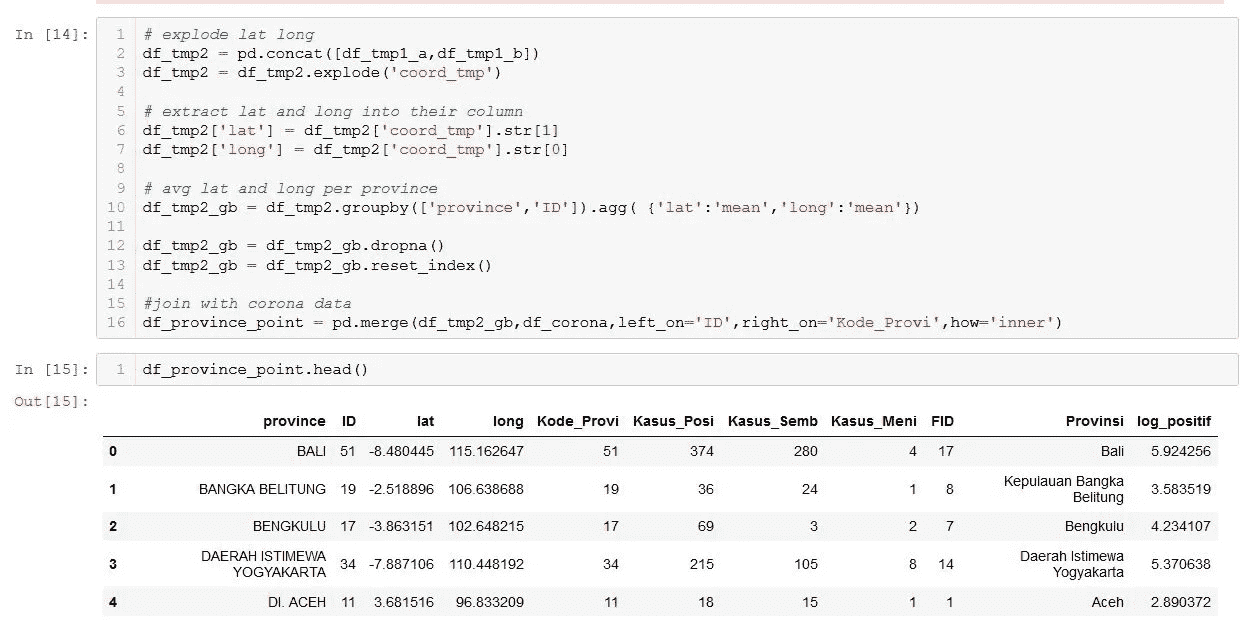 In [14]:
1 # explode lat long
2 df_tmp2 = pd.concat([df_tmp1_a,df_tmp1_b])
3 df_tmp2 = df_tmp2.explode('coord_tmp')
4
5 # extract lat and long into their column
6 df_tmp2['lat'] = df_tmp2['coord_tmp'].str[1]
7 df_tmp2['long'] = df_tmp2['coord_tmp'].str[0]
8
9 # avg lat and long per province
10 df_tmp2_gb = df_tmp2.groupby(['province','ID']).agg( {'lat':'mean','long':'mean'})
11
12 df_tmp2_gb = df_tmp2_gb.dropna()
13 df_tmp2_gb = df_tmp2_gb.reset_index()
14
15 #join with corona data
16 df_province_point = pd.merge(df_tmp2_gb,df_corona,left_on='ID',right_on='Kode_Provi',how='inner')
In [15]: 1 df_province_point.head()
Out[15]:
province ID lat long Kode_Provi Kasus_Posi Kasus_Semb Kasus_Meni FID Provinsi log_positif
0 BALI 51 -8.480445 115.162647 51 374 280 4 17 Bali 5.924256
1 BANGKA BELITUNG 19 -2.518896 106.638688 19 36 24 1 8 Kepulauan Bangka Belitung 3.583519
2 BENGKULU 17 -3.863151 102.648215 17 69 3 2 7 Bengkulu 4.234107
3 DAERAH ISTIMEWA YOGYAKARTA 34 -7.887106 110.448192 34 215 105 8 14 Daerah Istimewa Yogyakarta 5.370638
4 DI. ACEH 11 3.681516 96.833209 11 18 15 1 1 Aceh 2.890372